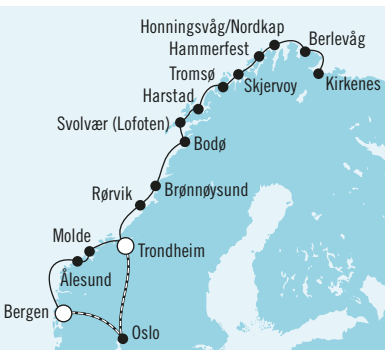 Honningsvåg/Nordkap
Berlevåg
Hammerfest
Tromsø
Skjervoy
Kirkenes
Harstad
Svolvær (Lofoten)
Bodø
Rørvik
Brønnøysund
Molde
Trondheim
Ålesund
Bergen
Oslo